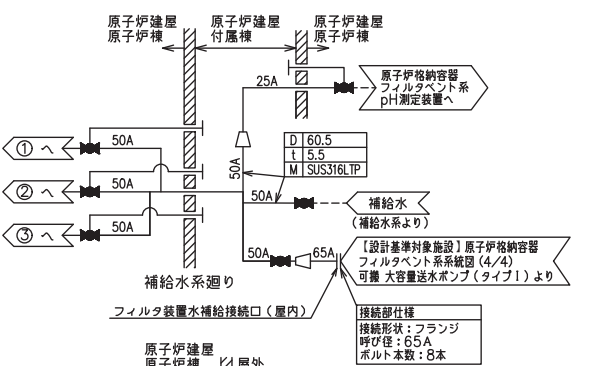 原子炉建屋
原子炉棟
原子炉建屋
付属棟
原子炉建屋
原子炉棟
25A
原子炉格納容器
フィルタベント系
pH測定装置へ
① へ
50A
② へ
50A
③ へ
50A
50A
D 60.5
t 5.5
M SUS316LTP
50A
補給水
(補給水系より)
50A
65A
【設計基準対象施設】原子炉格納容器
フィルタベント系系統図(4/4)
可搬 大容量送水ポンプ(タイプⅠ)より
補給水系廻り
フィルタ装置水補給接続口(屋内)
接続部仕様
接続形状:フランジ
呼び径:65A
ボルト本数:8本
原子炉建屋
原子炉棟
屋外